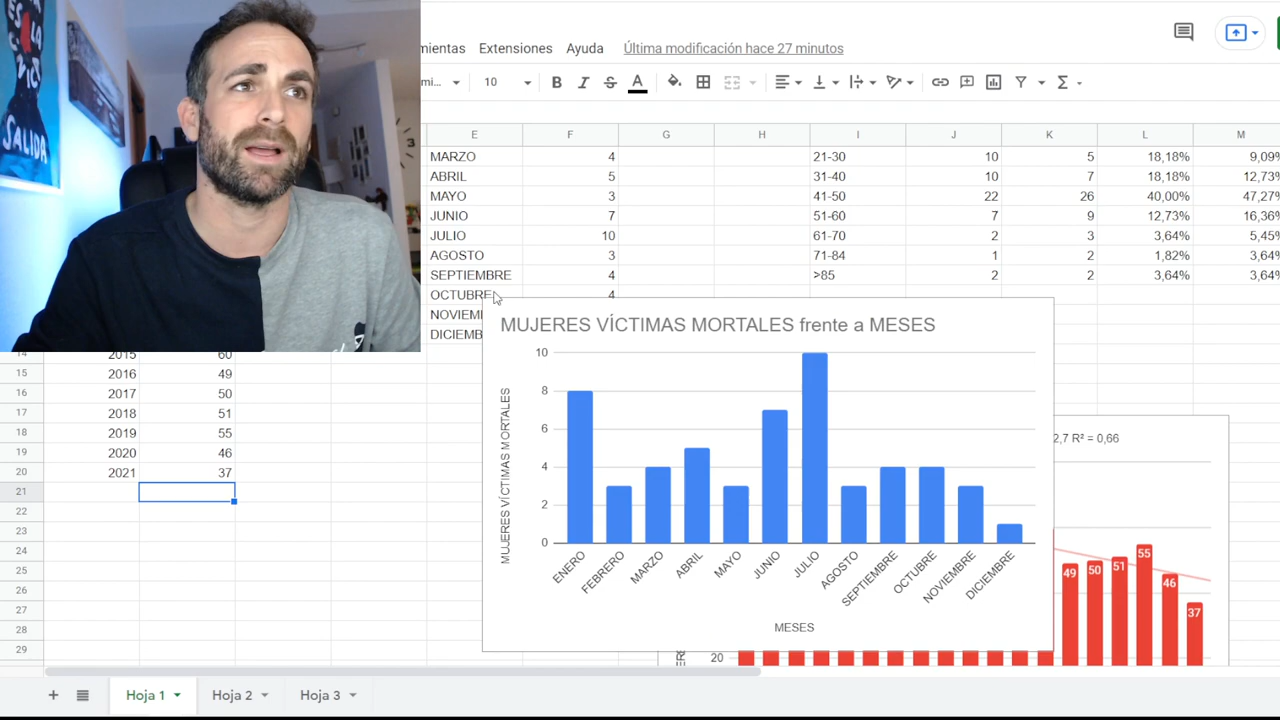 ES LA
SALIDA
mientas Extensiones Ayuda Última modificación hace 27 minutos
mi... 10 B I S A
E F G H I J K L M
MARZO 4 21-30 10 5 18,18% 9,09%
ABRIL 5 31-40 10 7 18,18% 12,73%
MAYO 3 41-50 22 26 40,00% 47,27%
JUNIO 7 51-60 7 9 12,73% 16,36%
JULIO 10 61-70 2 3 3,64% 5,45%
AGOSTO 3 71-84 1 2 1,82% 3,64%
SEPTIEMBRE 4 >85 2 2 3,64% 3,64%
OCTUBRE 4
NOVIEM
DICIEMB
14 2015 60
15 2016 49
16 2017 50
17 2018 51
18 2019 55
19 2020 46
20 2021 37
21
22
23
24
25
26
27
28
29
MUJERES VÍCTIMAS MORTALES frente a MESES
MUJERES VÍCTIMAS MORTALES
10
8
6
4
2
0
ENERO FEBRERO MARZO ABRIL MAYO JUNIO JULIO AGOSTO SEPTIEMBRE OCTUBRE NOVIEMBRE DICIEMBRE
MESES
2,7 R² = 0,66
49 50 51 55 46 37
20
Hoja 1 Hoja 2 Hoja 3